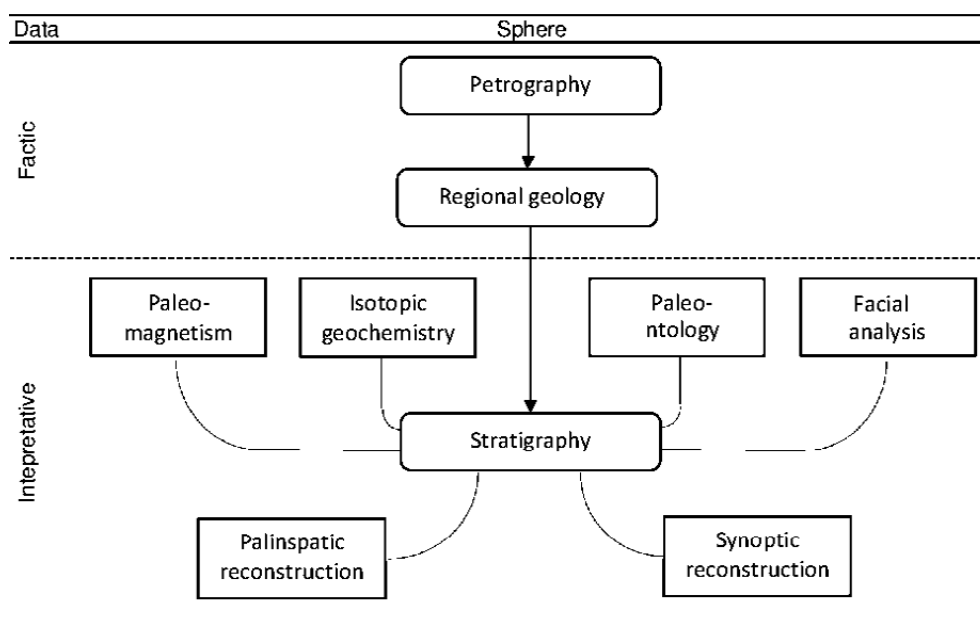 Data Sphere
Factic
Petrography
Regional geology
Intepretative
Paleo-
magnetism
Isotopic
geochemistry
Paleo-
ntology
Facial
analysis
Stratigraphy
Palinspatic
reconstruction
Synoptic
reconstruction